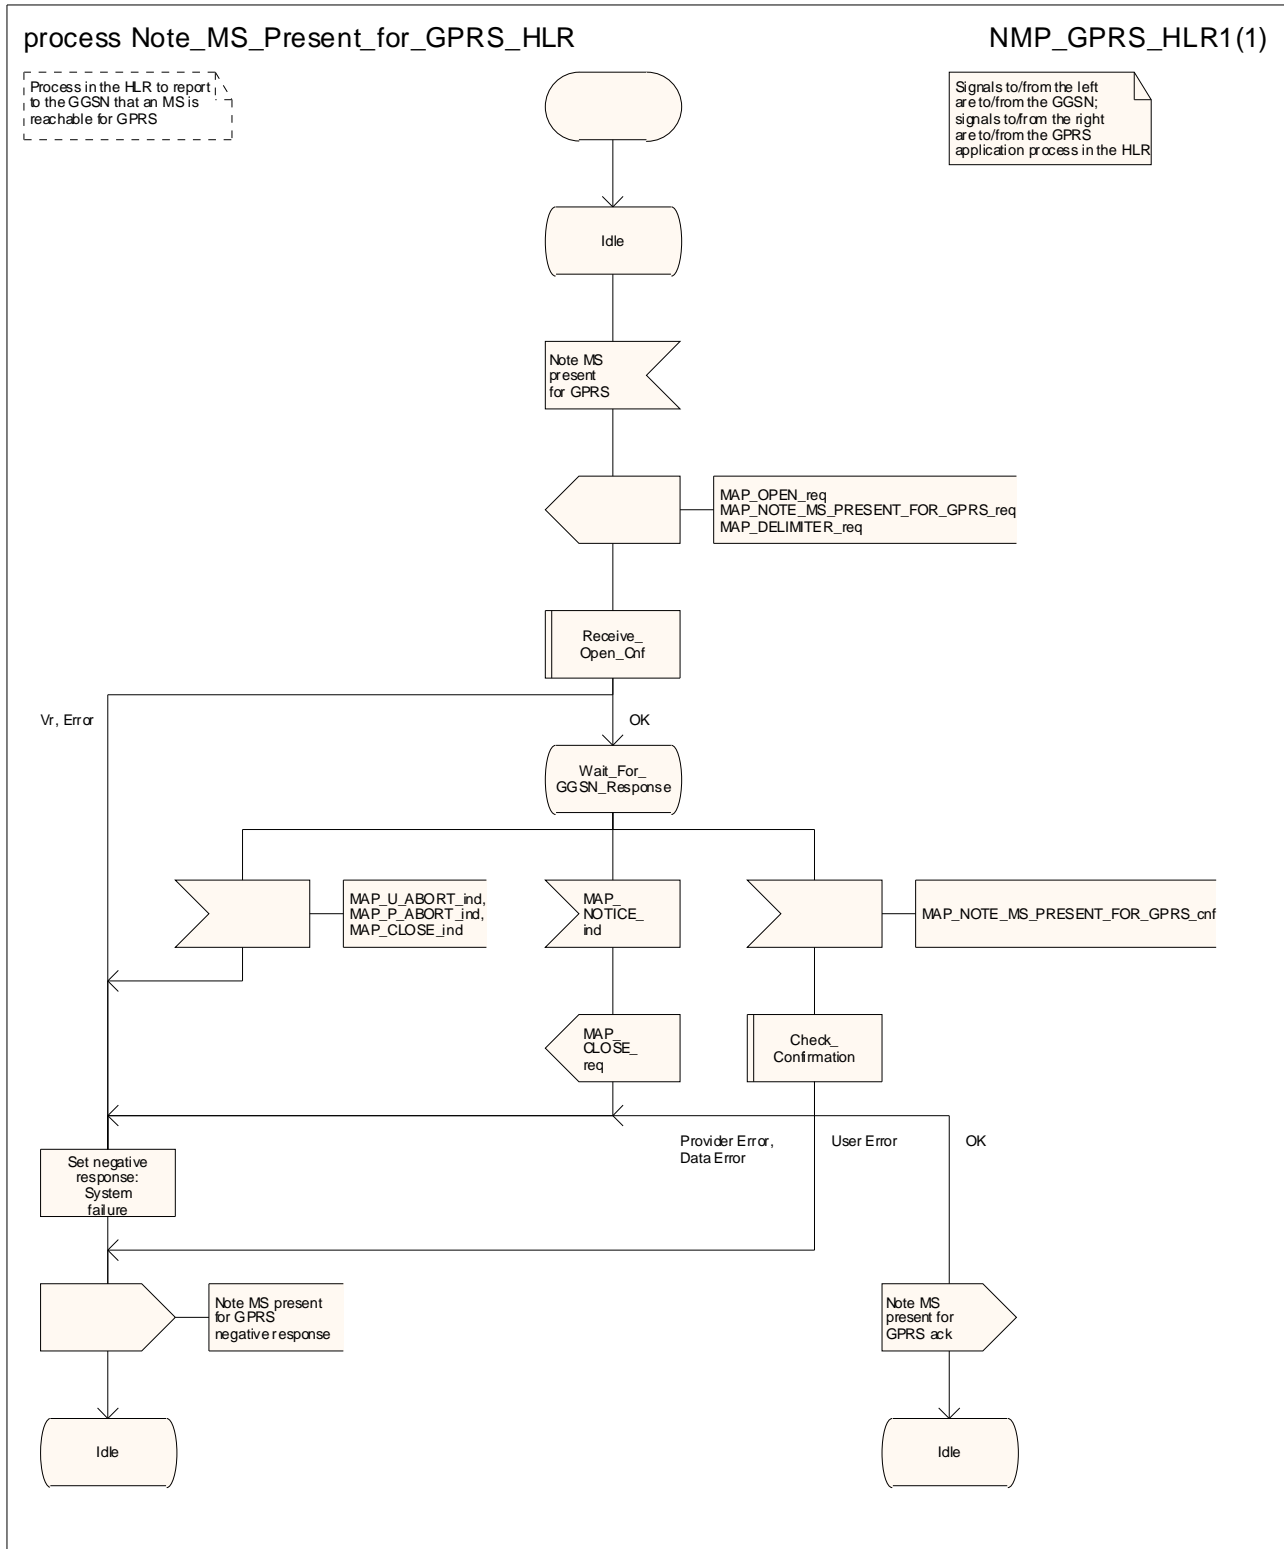 process Note_MS_Present_for_GPRS_HLR
NMP_GPRS_HLR1(1)
Process in the HLR to report
to the GGSN that an MS is
reachable for GPRS
Signals to/from the left
are to/from the GGSN;
signals to/from the right
are to/from the GPRS
application process in the HLR
Idle
Note MS
present
for GPRS
MAP_OPEN_req
MAP_NOTE_MS_PRESENT_FOR_GPRS_req
MAP_DELIMITER_req
Receive_
Open_Cnf
Vr, Error
OK
Wait_For_
GGSN_Response
MAP_U_ABORT_ind,
MAP_P_ABORT_ind,
MAP_CLOSE_ind
MAP_
NOTICE_
ind
MAP_NOTE_MS_PRESENT_FOR_GPRS_cnf
MAP_
CLOSE_
req
Check_
Confirmation
Provider Error,
Data Error
User Error
OK
Set negative
response:
System
failure
Note MS present
for GPRS
negative response
Note MS
present for
GPRS ack
Idle
Idle